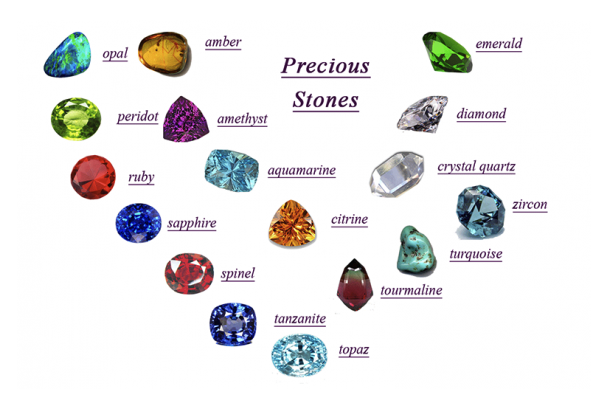 Precious
Stones
opal
amber
emerald
peridot
amethyst
diamond
ruby
aquamarine
crystal quartz
zircon
sapphire
citrine
turquoise
spinel
tourmaline
tanzanite
topaz